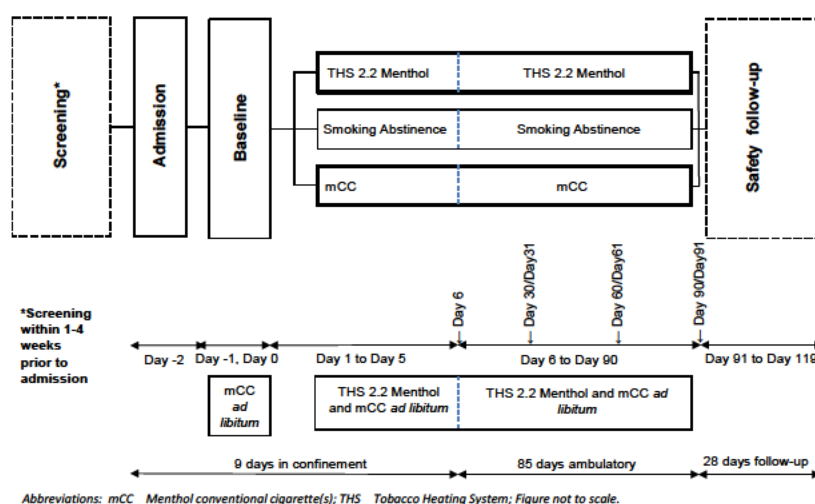 Screening*
Admission
Baseline
THS 2.2 Menthol
THS 2.2 Menthol
Smoking Abstinence
Smoking Abstinence
mCC
mCC
Safety follow-up
*Screening
within 1-4
weeks
prior to
admission
Day 6
Day 30/Day31
Day 60/Day61
Day 90/Day91
Day -2
Day -1, Day 0
Day 1 to Day 5
Day 6 to Day 90
Day 91 to Day 119
mCC
ad
libitum
THS 2.2 Menthol
and mCC ad libitum
THS 2.2 Menthol and mCC ad
libitum
9 days in confinement
85 days ambulatory
28 days follow-up
Abbreviations: mCC Menthol conventional cigarette(s); THS Tobacco Heating System; Figure not to scale.